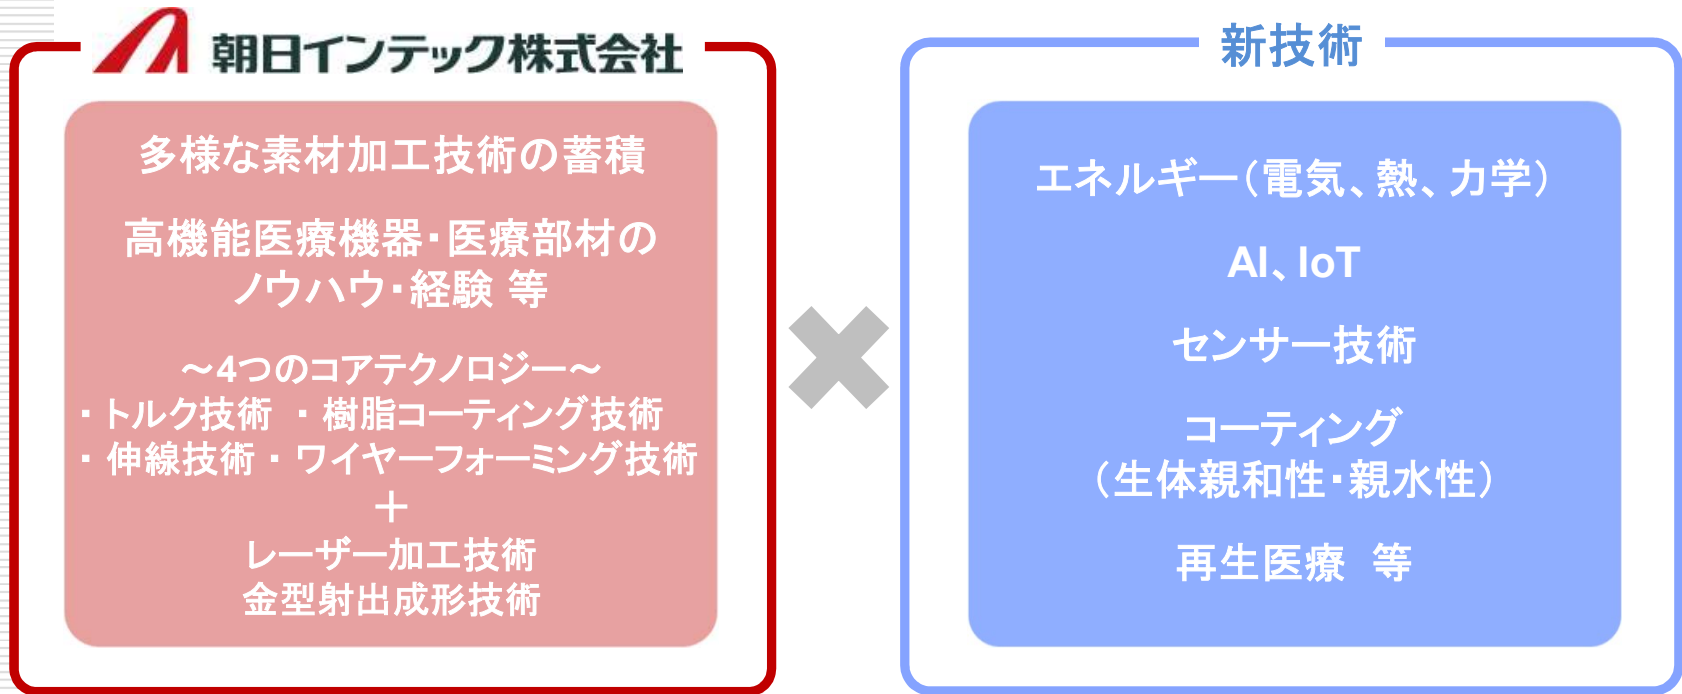 朝日インテック株式会社
多様な素材加工技術の蓄積
高機能医療機器・医療部材の
ノウハウ・経験 等
～4つのコアテクノロジー～
・トルク技術 ・樹脂コーティング技術
・伸線技術・ワイヤーフォーミング技術
＋
レーザー加工技術
金型射出成形技術
新技術
エネルギー（電気、熱、力学）
AI、IoT
センサー技術
コーティング
（生体親和性・親水性）
再生医療　等